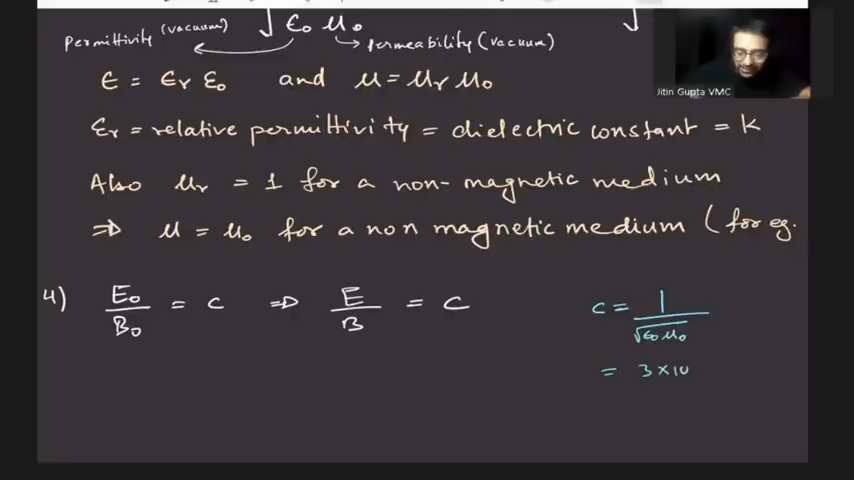 √ ϵ₀ μ₀
√
Permittivity (vacuum)
permeability (vacuum)
Jitin Gupta VMC
ϵ = ϵr ϵ₀ and μ = μr μ₀
ϵr = relative permittivity = dielectric constant = K
Also μr = 1 for a non-magnetic medium
⇒ μ = μ₀ for a non magnetic medium (for eg.
4) E₀/B₀ = c ⇒ E/B = c
c = 1/√ϵ₀μ₀
= 3×10